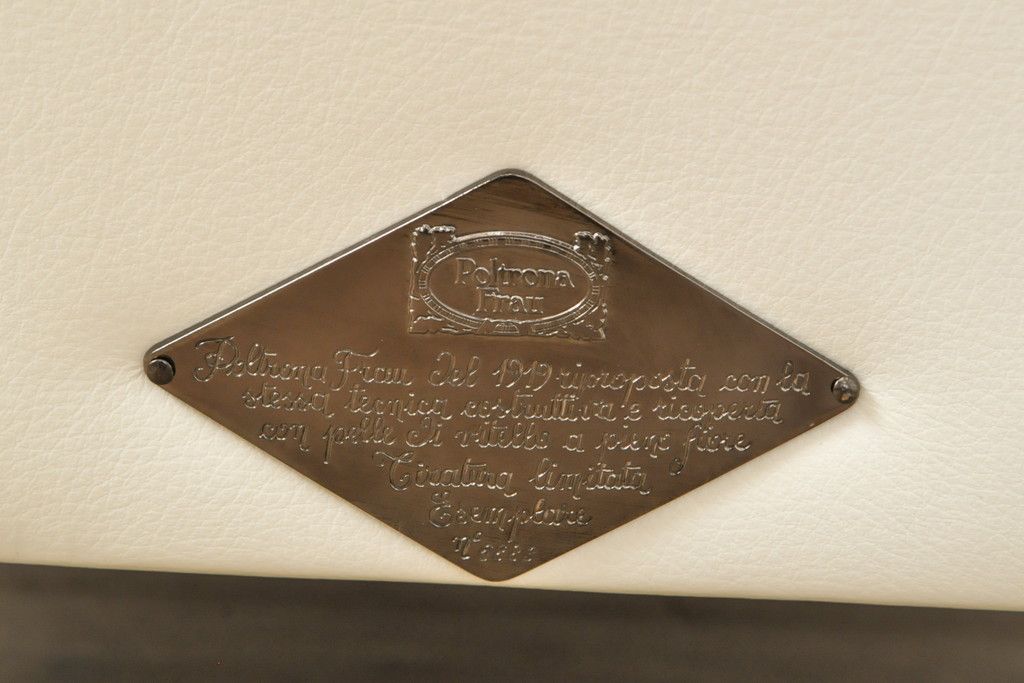 Poltrona
Frau
Poltrona Frau del 1919 riproposta con la
stessa tecnica costruttiva e ricoperta
con pelle di vitello a pieno fiore
Tiratura limitata
Esemplare
n°